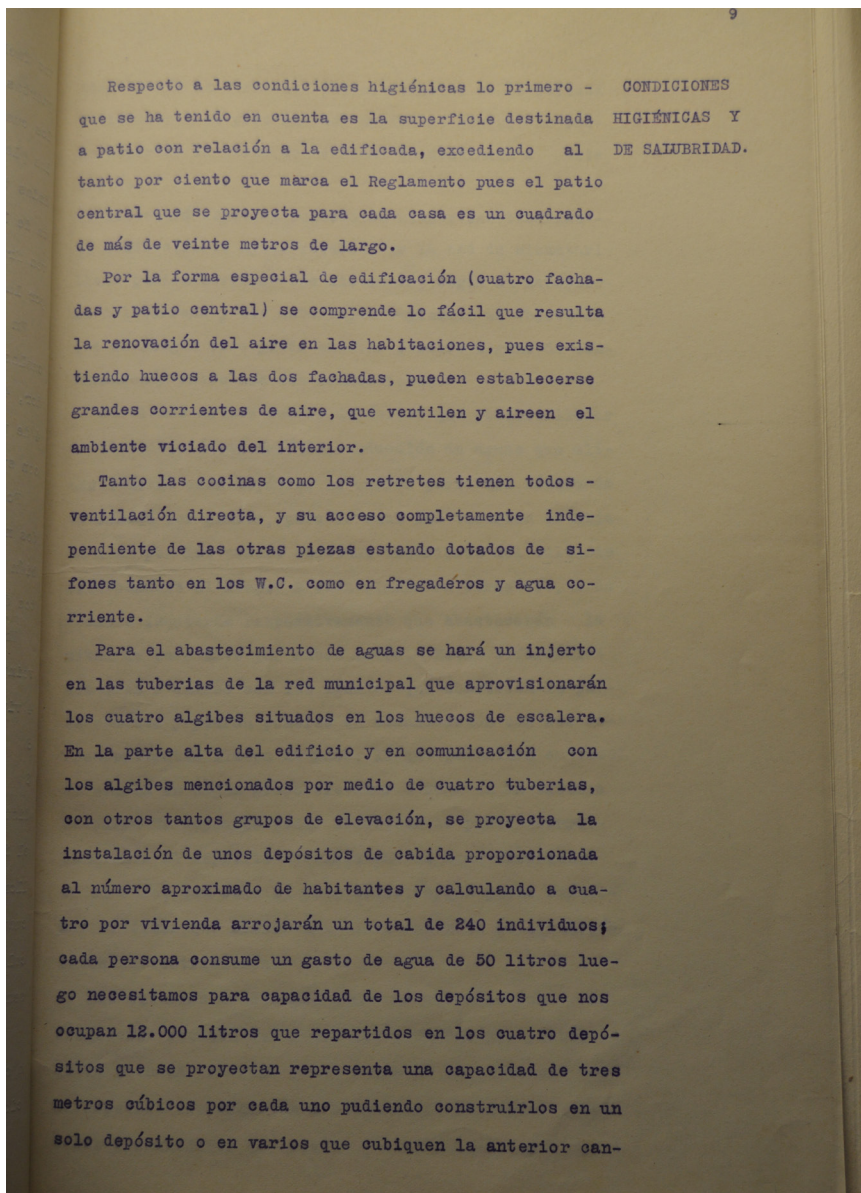 9
Respecto a las condiciones higiénicas lo primero -
que se ha tenido en cuenta es la superficie destinada
a patio con relación a la edificada, excediendo al
tanto por ciento que marca el Reglamento pues el patio
central que se proyecta para cada casa es un cuadrado
de más de veinte metros de largo.
CONDICIONES
HIGIÉNICAS Y
DE SALUBRIDAD.
Por la forma especial de edificación (cuatro facha-
das y patio central) se comprende lo fácil que resulta
la renovación del aire en las habitaciones, pues exis-
tiendo huecos a las dos fachadas, pueden establecerse
grandes corrientes de aire, que ventilen y aireen el
ambiente viciado del interior.
Tanto las cocinas como los retretes tienen todos -
ventilación directa, y su acceso completamente inde-
pendiente de las otras piezas estando dotados de si-
fones tanto en los W.C. como en fregaderos y agua co-
rriente.
Para el abastecimiento de aguas se hará un injerto
en las tuberias de la red municipal que aprovisionarán
los cuatro algibes situados en los huecos de escalera.
En la parte alta del edificio y en comunicación con
los algibes mencionados por medio de cuatro tuberias,
con otros tantos grupos de elevación, se proyecta la
instalación de unos depósitos de cabida proporcionada
al número aproximado de habitantes y calculando a cua-
tro por vivienda arrojarán un total de 240 individuos;
cada persona consume un gasto de agua de 50 litros lue-
go necesitamos para capacidad de los depósitos que nos
ocupan 12.000 litros que repartidos en los cuatro depó-
sitos que se proyectan representa una capacidad de tres
metros cúbicos por cada uno pudiendo construirlos en un
solo depósito o en varios que cubiquen la anterior can-